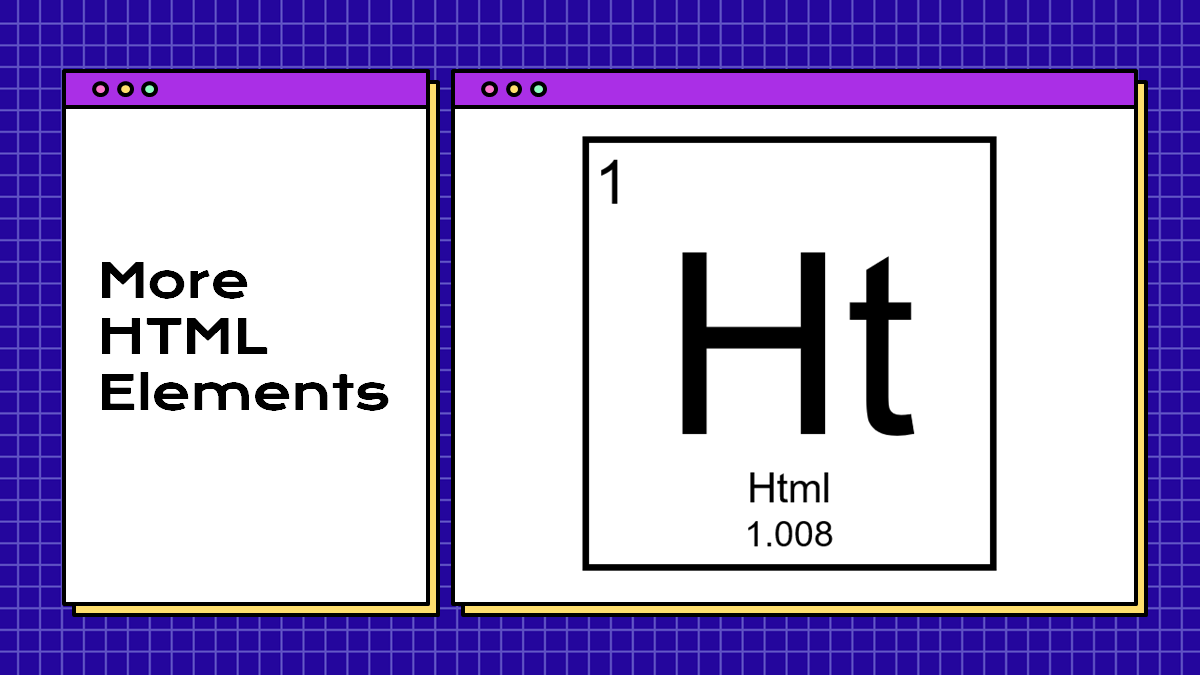 More
HTML
Elements
1
Ht
Html
1.008